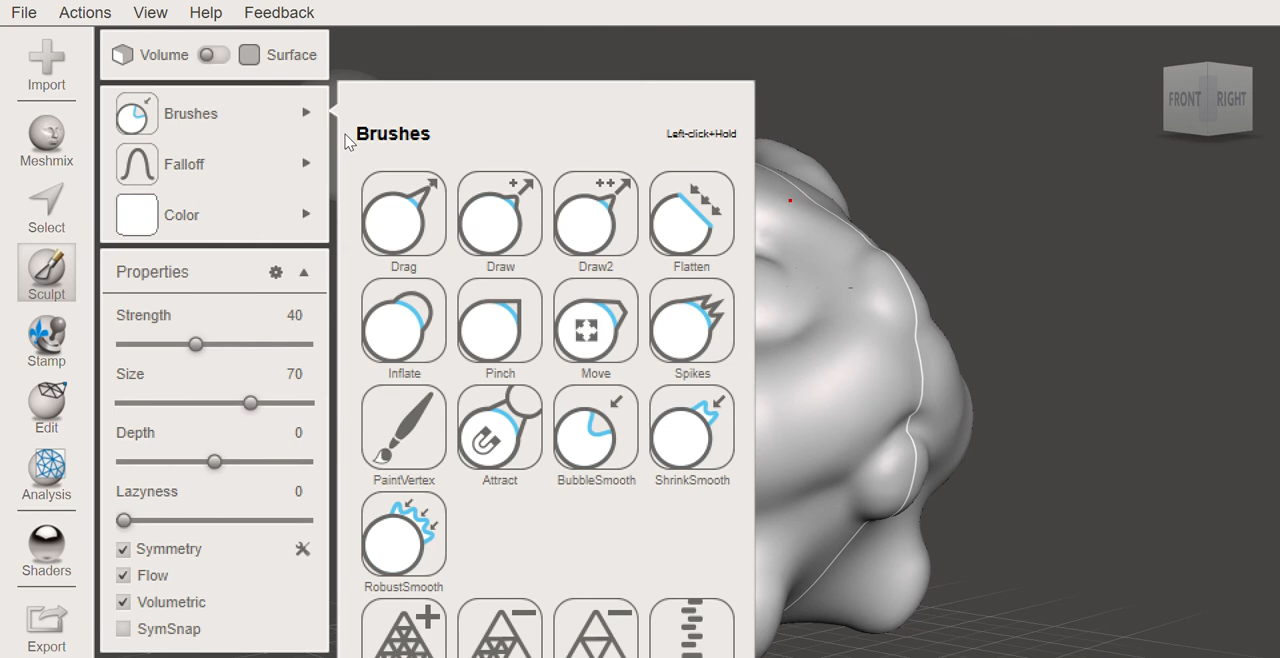 File Actions View Help Feedback
Import
Meshmix
Select
Sculpt
Stamp
Edit
Analysis
Shaders
Export
Volume Surface
Brushes
Falloff
Color
Properties
Strength 40
Size 70
Depth 0
Lazyness 0
Symmetry
Flow
Volumetric
SymSnap
Brushes Left-click+Hold
Drag Draw Draw2 Flatten
Inflate Pinch Move Spikes
PaintVertex Attract BubbleSmooth ShrinkSmooth
RobustSmooth
FRONT RIGHT